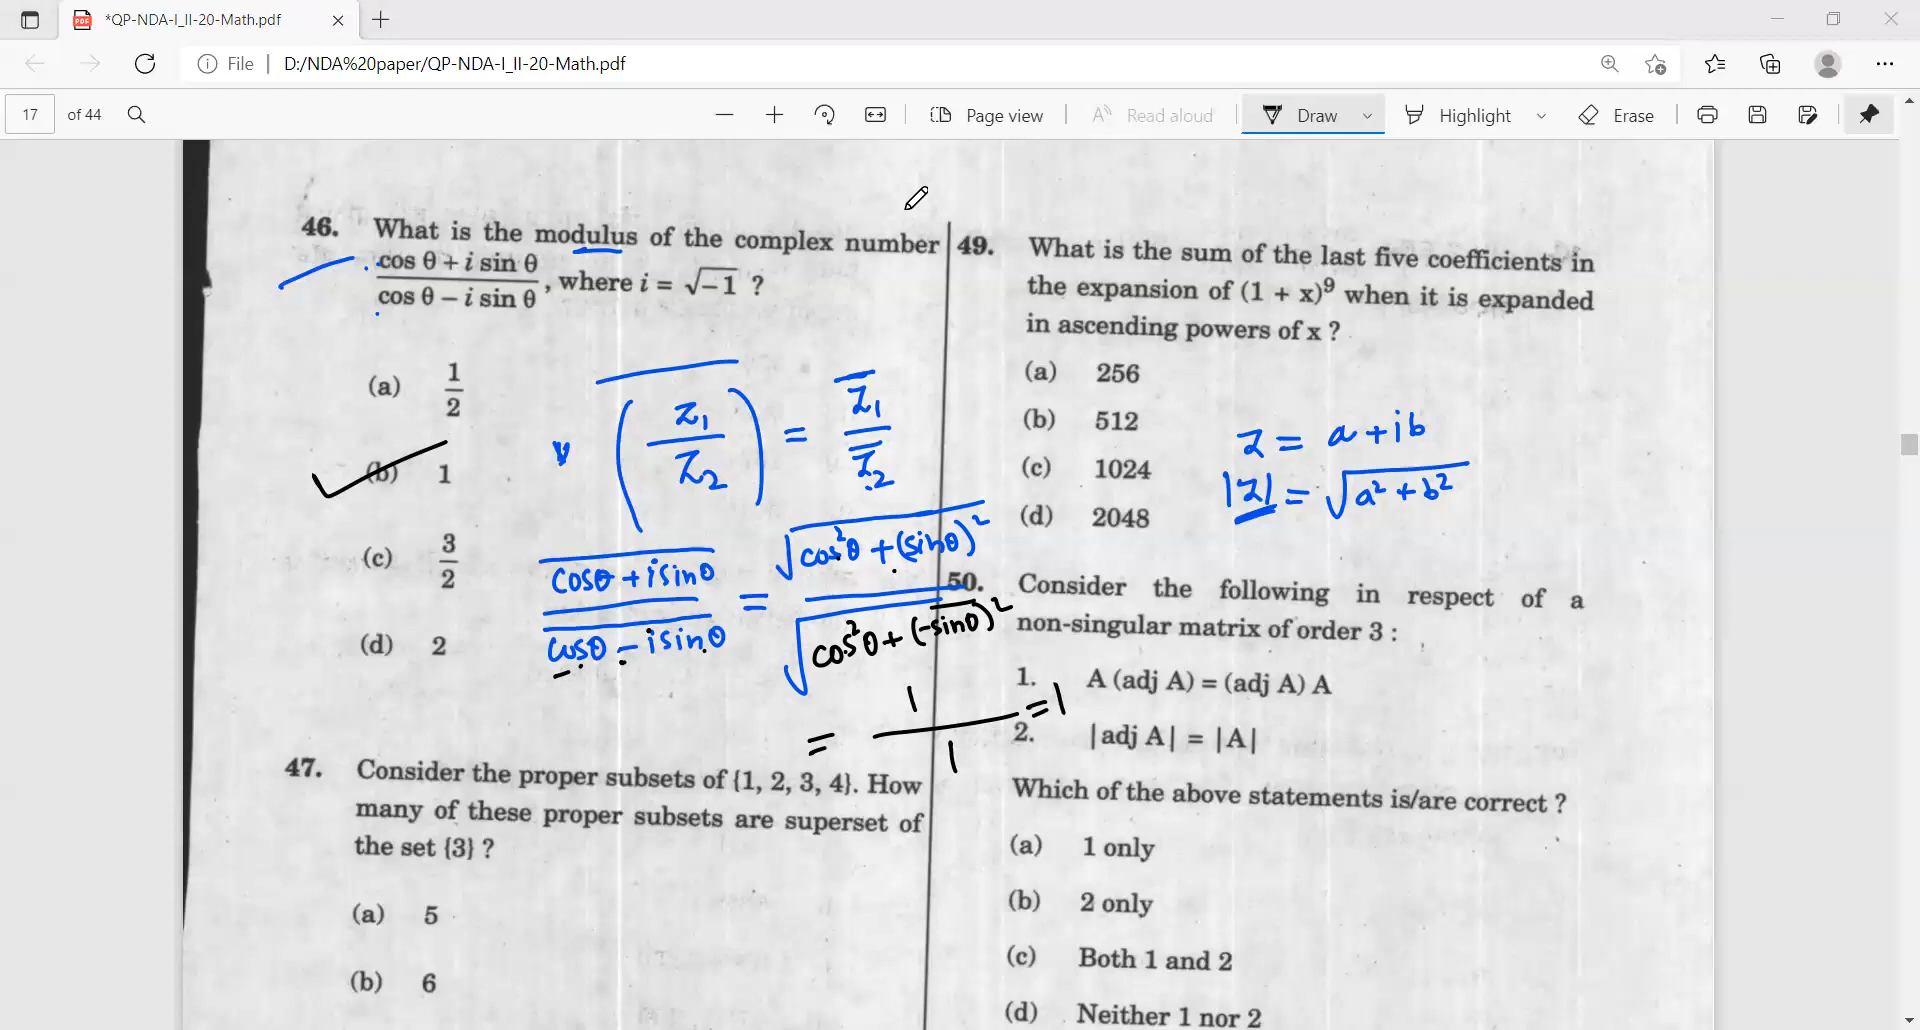 *QP-NDA-I_II-20-Math.pdf
File | D:/NDA%20paper/QP-NDA-I_II-20-Math.pdf
17 of 44
Page view
Read aloud
Draw
Highlight
Erase
46. What is the modulus of the complex number
cos θ + i sin θ / cos θ – i sin θ, where i = √–1 ?
(a) 1/2
(b) 1
(c) 3/2
(d) 2
(z₁/z₂) = z̄₁/z̄₂
cosθ + isinθ / cosθ – isinθ = √cos²θ + (sinθ)² / √cos²θ + (–sinθ)²
= 1/1 = 1
47. Consider the proper subsets of {1, 2, 3, 4}. How
many of these proper subsets are superset of
the set {3} ?
(a) 5
(b) 6
49. What is the sum of the last five coefficients in
the expansion of (1 + x)⁹ when it is expanded
in ascending powers of x ?
(a) 256
(b) 512
(c) 1024
(d) 2048
z = a + ib
|z| = √a² + b²
50. Consider the following in respect of a
non-singular matrix of order 3 :
1. A (adj A) = (adj A) A
2. |adj A| = |A|
Which of the above statements is/are correct ?
(a) 1 only
(b) 2 only
(c) Both 1 and 2
(d) Neither 1 nor 2